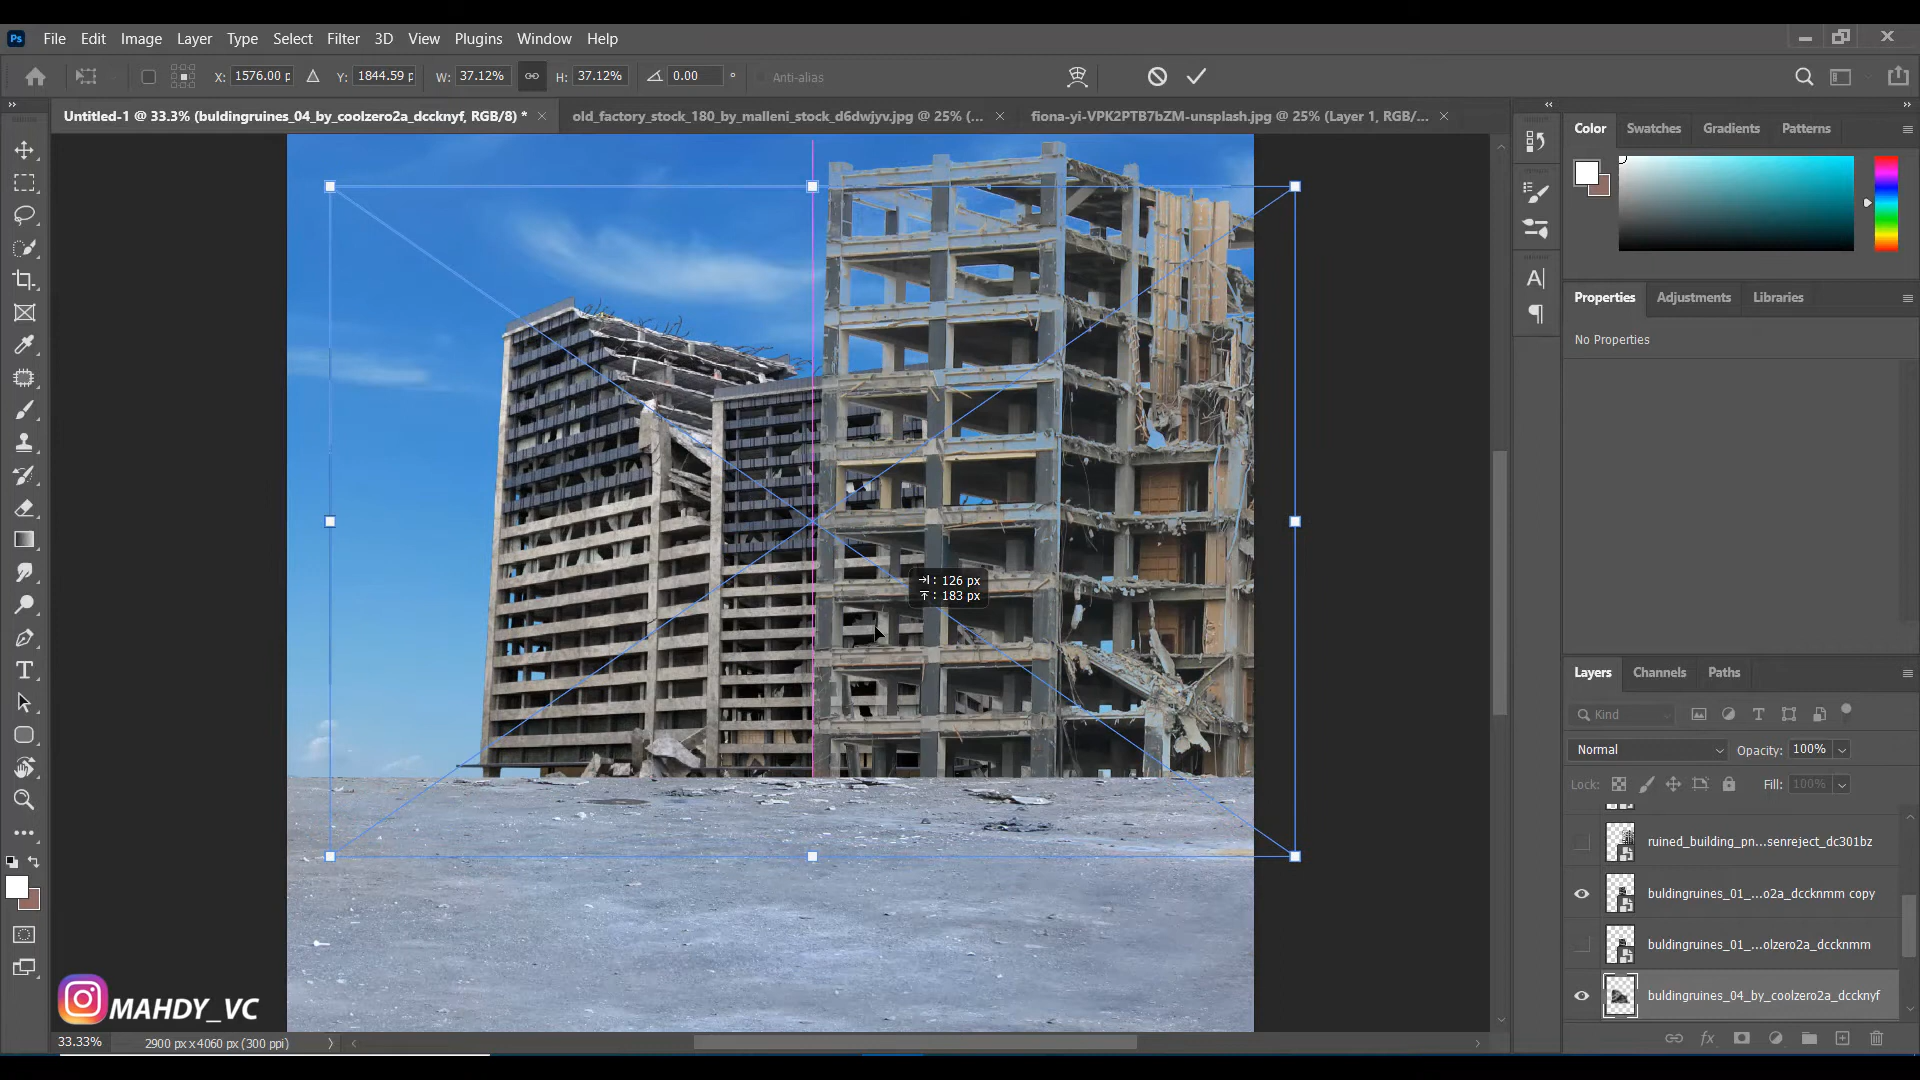 Ps File Edit Image Layer Type Select Filter 3D View Plugins Window Help
X: 1576.00 p Y: 1844.59 p W: 37.12% H: 37.12% 0.00 ° Anti-alias
Untitled-1 @ 33.3% (buldingruines_04_by_coolzero2a_dccknyf, RGB/8) * old_factory_stock_180_by_malleni_stock_d6dwjyv.jpg @ 25% (... fiona-yi-VPK2PTB7bZM-unsplash.jpg @ 25% (Layer 1, RGB/...
Color Swatches Gradients Patterns
Properties Adjustments Libraries
No Properties
: 126 px
: 183 px
Layers Channels Paths
Kind
Normal Opacity: 100%
Lock: Fill: 100%
ruined_building_pn...senreject_dc301bz
buldingruines_01_...o2a_dccknmm copy
buldingruines_01_...olzero2a_dccknmm
buldingruines_04_by_coolzero2a_dccknyf
MAHDY_VC
33.33% 2900 px x 4060 px (300 ppi)